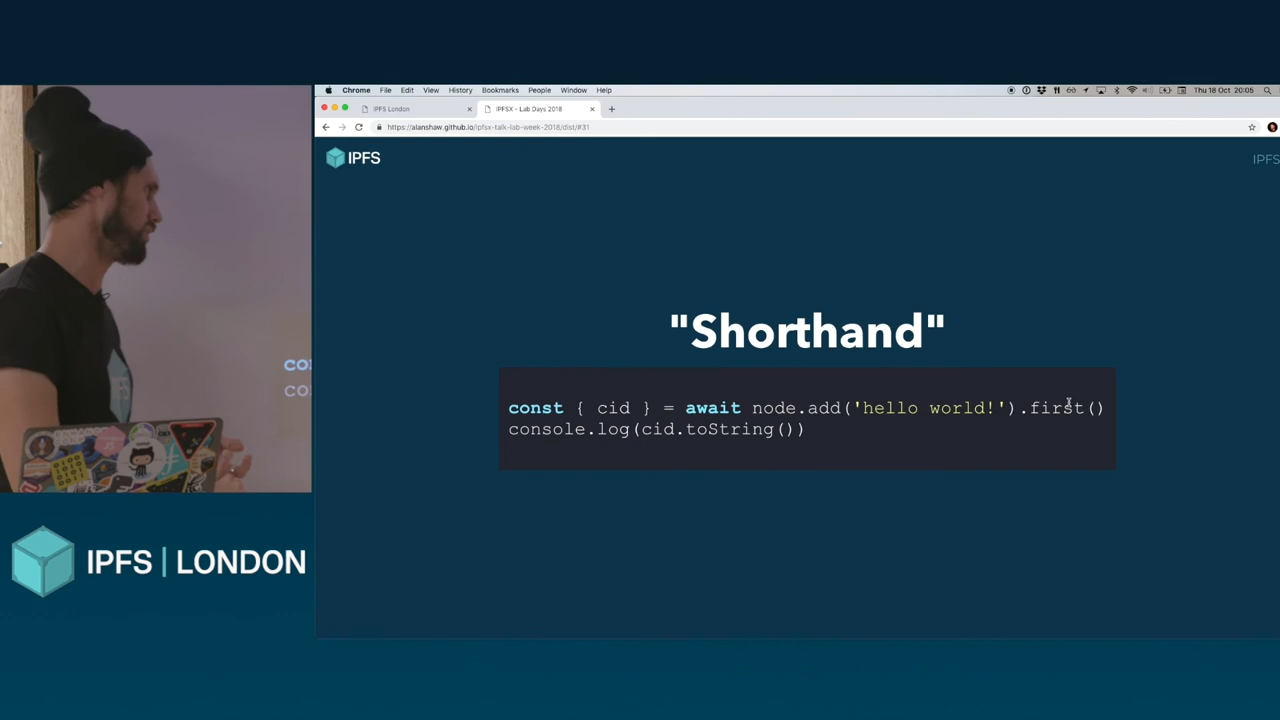 Chrome File Edit View History Bookmarks People Window Help
Thu 18 Oct 20:05
IPFS London
IPFSX - Lab Days 2018
https://alanshaw.github.io/ipfsx-talk-lab-week-2018/dist/#31
IPFS
IPFS
"Shorthand"
const { cid } = await node.add('hello world!').first()
console.log(cid.toString())
co
co
IPFS | LONDON